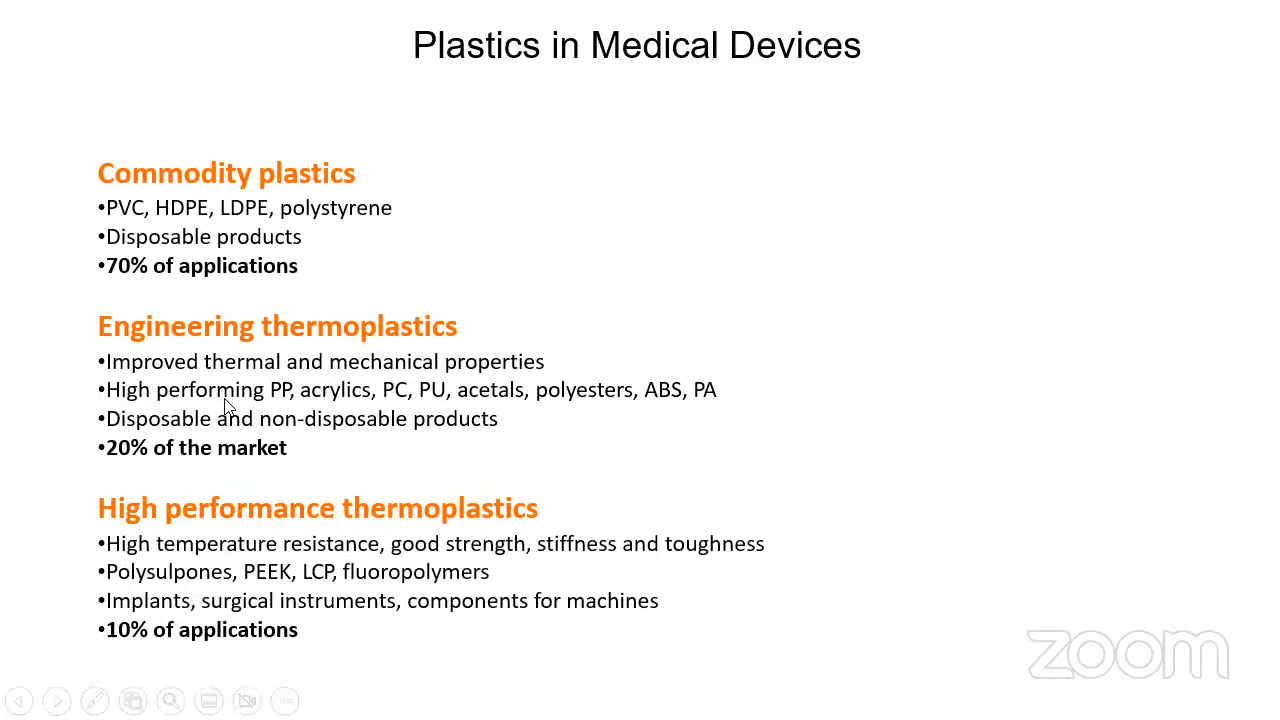 Plastics in Medical Devices
Commodity plastics
•PVC, HDPE, LDPE, polystyrene
•Disposable products
•70% of applications
Engineering thermoplastics
•Improved thermal and mechanical properties
•High performing PP, acrylics, PC, PU, acetals, polyesters, ABS, PA
•Disposable and non-disposable products
•20% of the market
High performance thermoplastics
•High temperature resistance, good strength, stiffness and toughness
•Polysulpones, PEEK, LCP, fluoropolymers
•Implants, surgical instruments, components for machines
•10% of applications
zoom